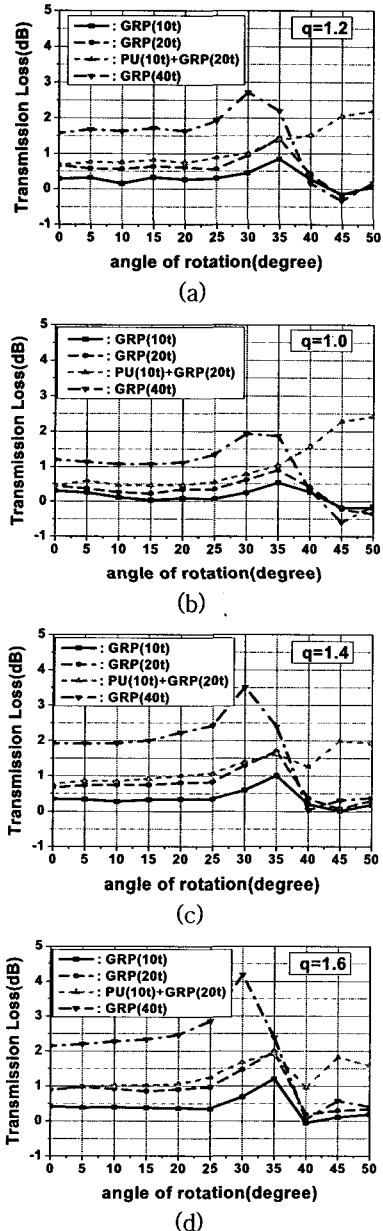 5
q=1.2
: GRP(10t)
: GRP(20t)
: PU(10t)+GRP(20t)
: GRP(40t)
4
3
2
1
0
-1
Transmission Loss(dB)
0 5 10 15 20 25 30 35 40 45 50
angle of rotation(degree)
(a)
5
q=1.0
: GRP(10t)
: GRP(20t)
: PU(10t)+GRP(20t)
: GRP(40t)
4
3
2
1
0
-1
Transmission Loss(dB)
0 5 10 15 20 25 30 35 40 45 50
angle of rotation(degree)
(b)
5
q=1.4
: GRP(10t)
: GRP(20t)
: PU(10t)+GRP(20t)
: GRP(40t)
4
3
2
1
0
-1
Transmission Loss(dB)
0 5 10 15 20 25 30 35 40 45 50
angle of rotation(degree)
(c)
5
q=1.6
: GRP(10t)
: GRP(20t)
: PU(10t)+GRP(20t)
: GRP(40t)
4
3
2
1
0
-1
Transmission Loss(dB)
0 5 10 15 20 25 30 35 40 45 50
angle of rotation(degree)
(d)